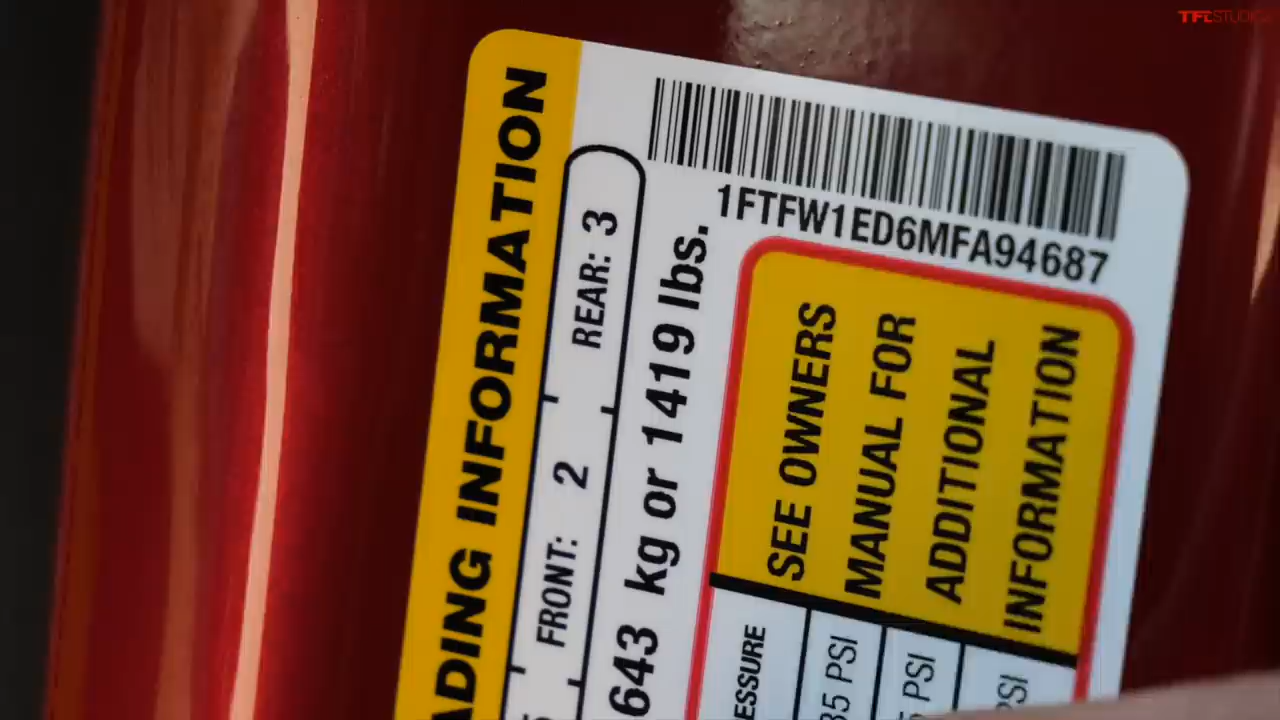 TFLSTUDIOS
1FTFW1ED6MFA94687
ADING INFORMATION
FRONT: 2 REAR: 3
643 kg or 1419 lbs.
SEE OWNERS
MANUAL FOR
ADDITIONAL
INFORMATION
ESSURE
35 PSI
PSI
PSI